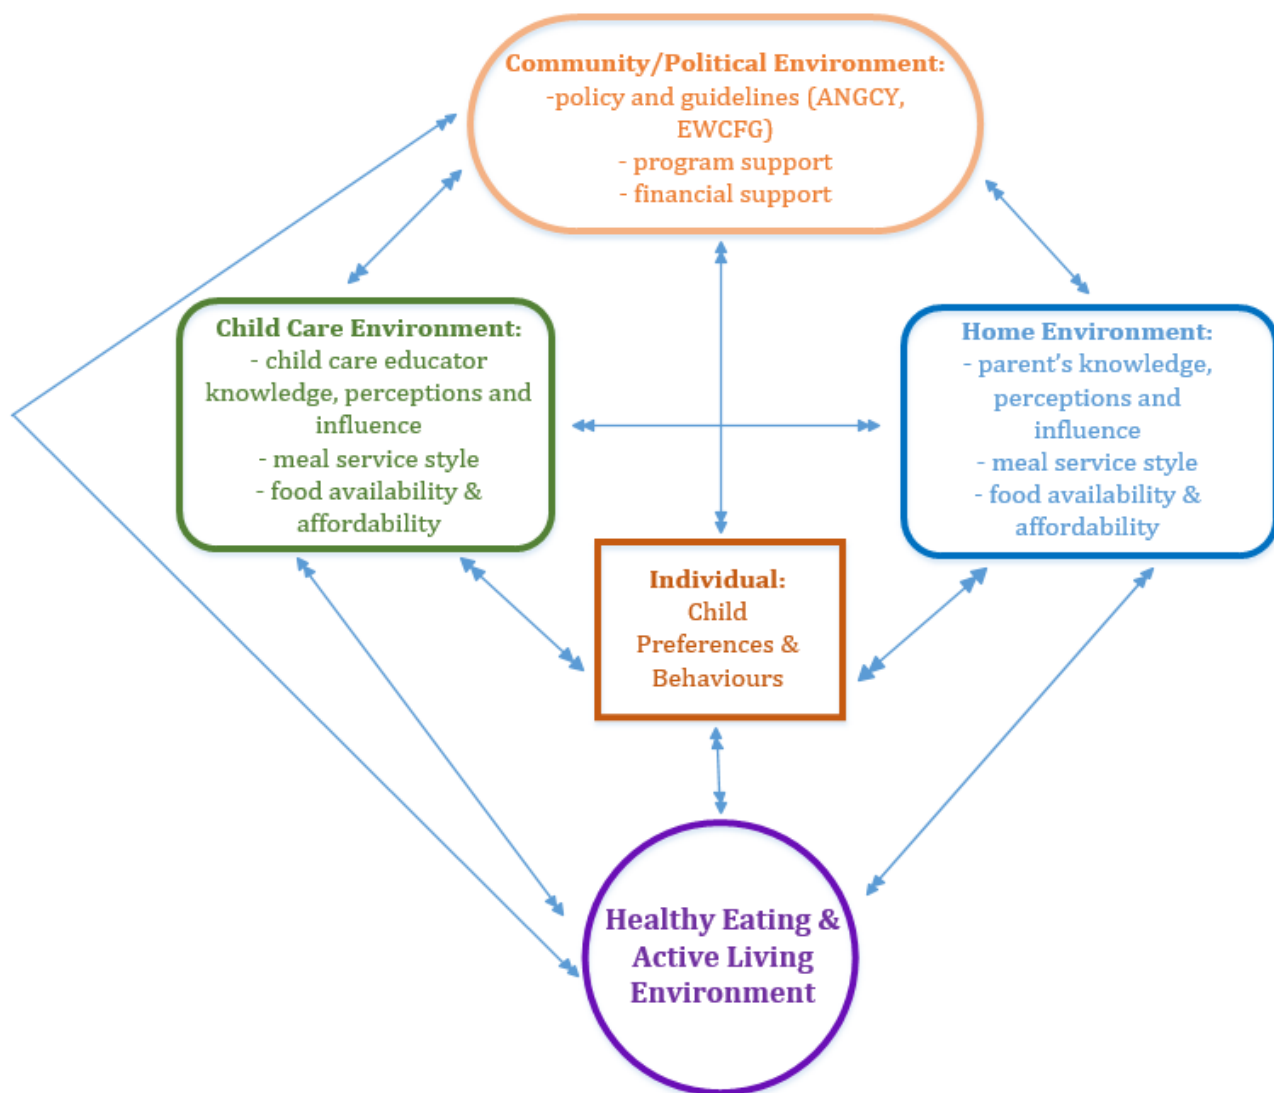 Community/Political Environment:
-policy and guidelines (ANGCY,
EWCFG)
- program support
- financial support
Child Care Environment:
- child care educator
knowledge, perceptions and
influence
- meal service style
- food availability &
affordability
Home Environment:
- parent’s knowledge,
perceptions and
influence
- meal service style
- food availability &
affordability
Individual:
Child
Preferences &
Behaviours
Healthy Eating &
Active Living
Environment